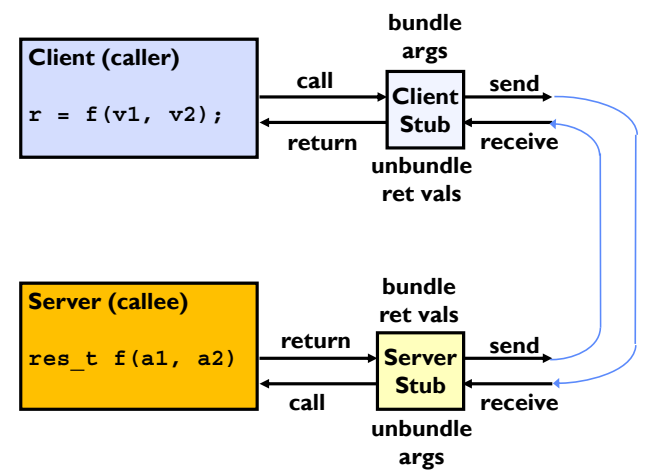 bundle
args
Client (caller)
r = f(v1, v2);
call
return
Client
Stub
send
receive
unbundle
ret vals
bundle
ret vals
Server (callee)
res_t f(a1, a2)
return
call
Server
Stub
send
receive
unbundle
args